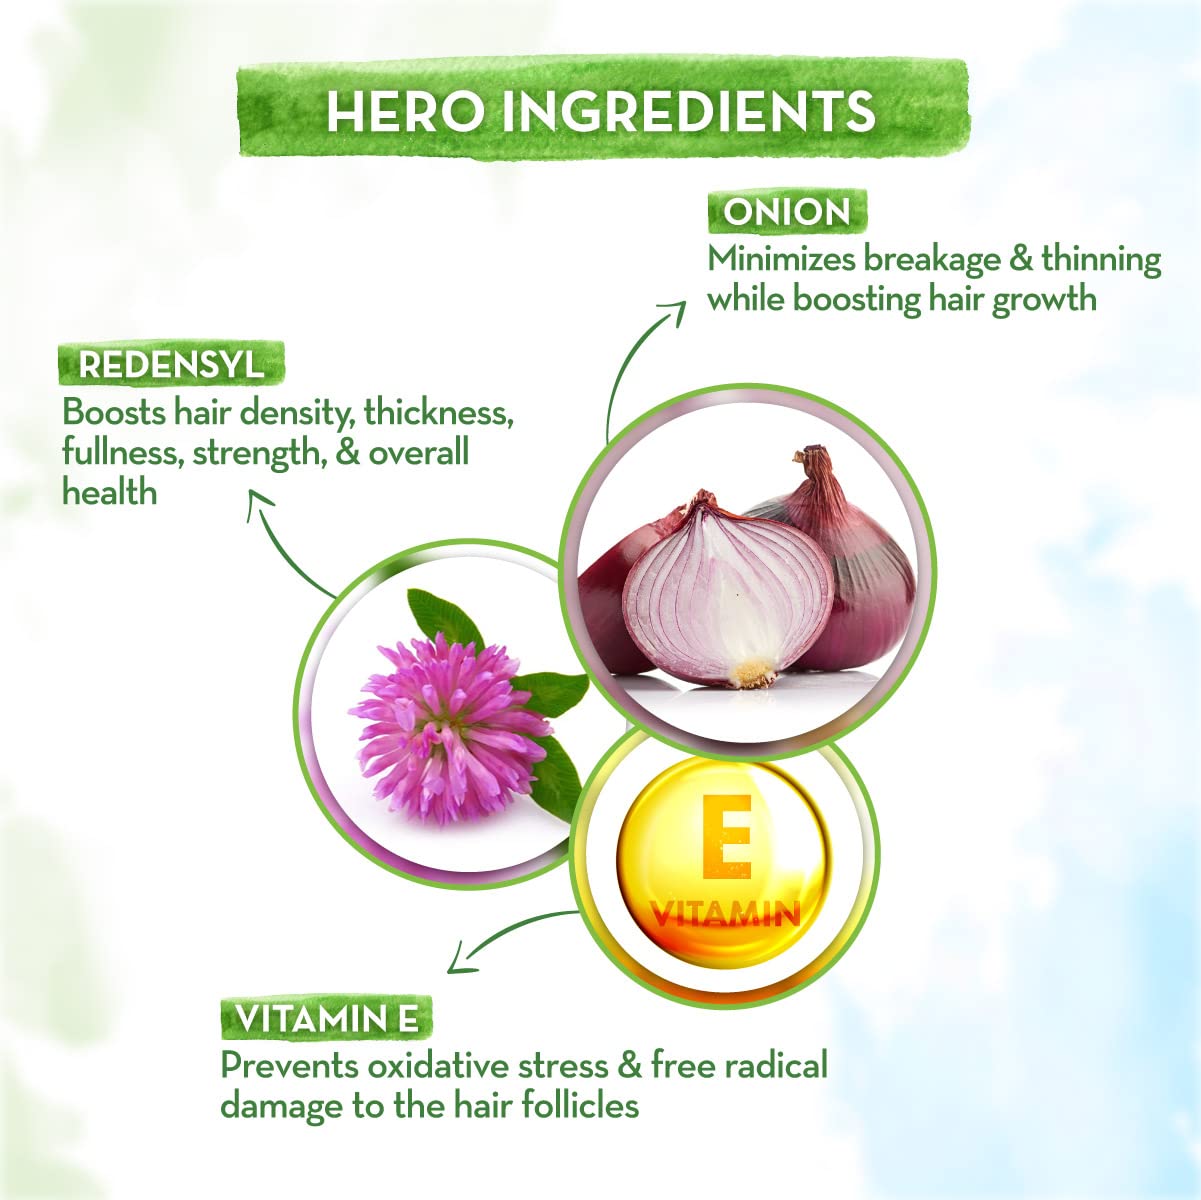 HERO INGREDIENTS
ONION
Minimizes breakage & thinning
while boosting hair growth
REDENSYL
Boosts hair density, thickness,
fullness, strength, & overall
health
E
VITAMIN
VITAMIN E
Prevents oxidative stress & free radical
damage to the hair follicles